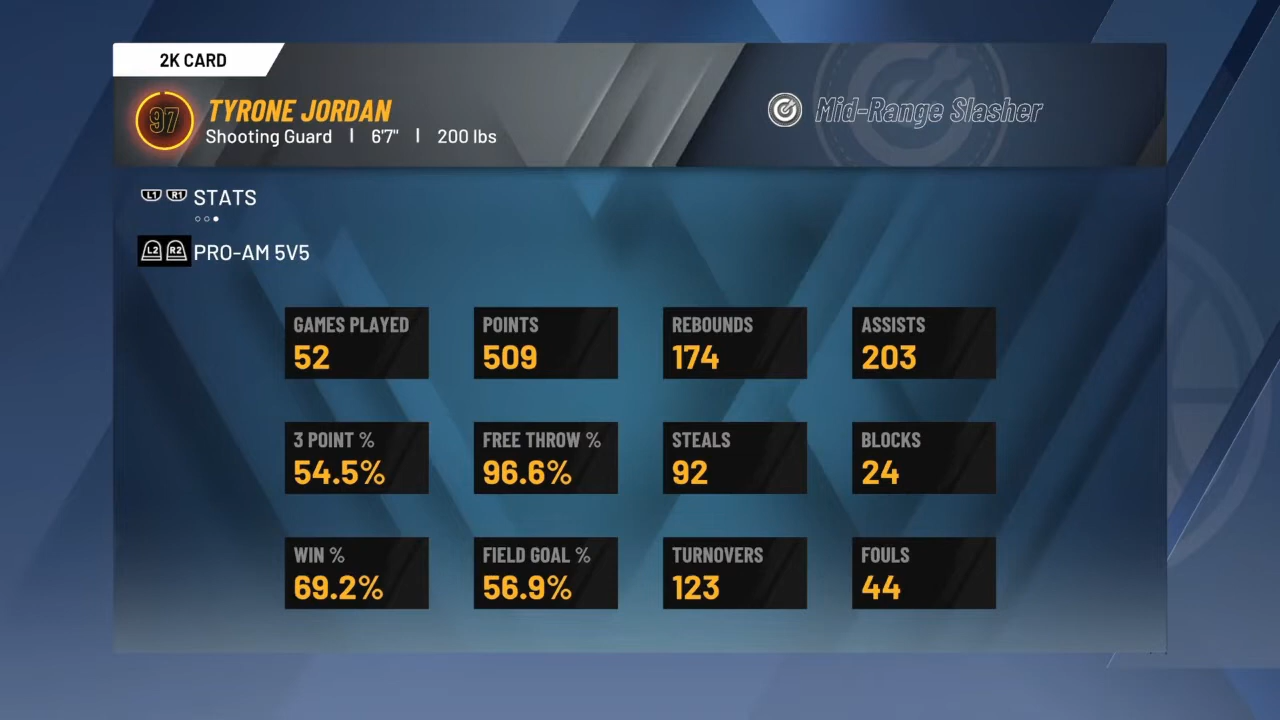 2K CARD
97
TYRONE JORDAN
Shooting Guard | 6'7" | 200 lbs
Mid-Range Slasher
L1 R1 STATS
L2 R2 PRO-AM 5V5
GAMES PLAYED
52
POINTS
509
REBOUNDS
174
ASSISTS
203
3 POINT %
54.5%
FREE THROW %
96.6%
STEALS
92
BLOCKS
24
WIN %
69.2%
FIELD GOAL %
56.9%
TURNOVERS
123
FOULS
44